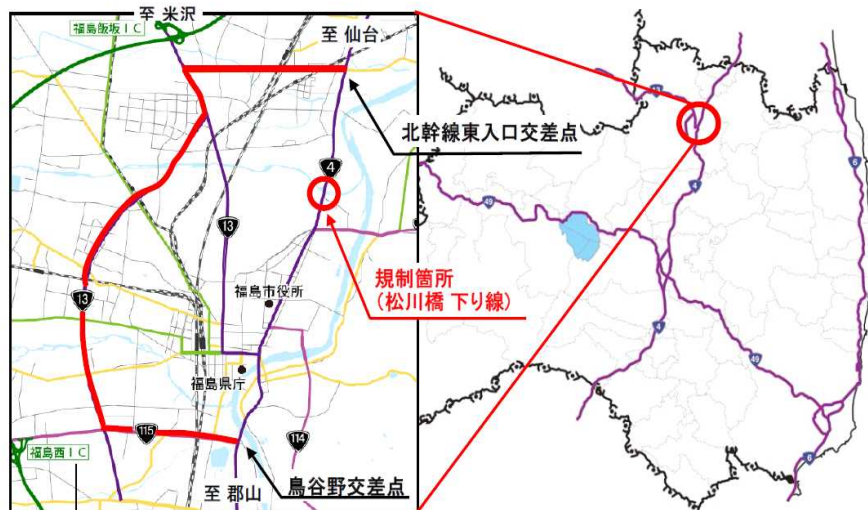 至 米沢
福島飯坂ＩＣ
至 仙台
北幹線東入口交差点
4
13
規制箇所
（松川橋 下り線）
13
福島市役所
福島県庁
115
114
福島西ＩＣ
至 郡山
鳥谷野交差点
13
4
6
49
4
49
6